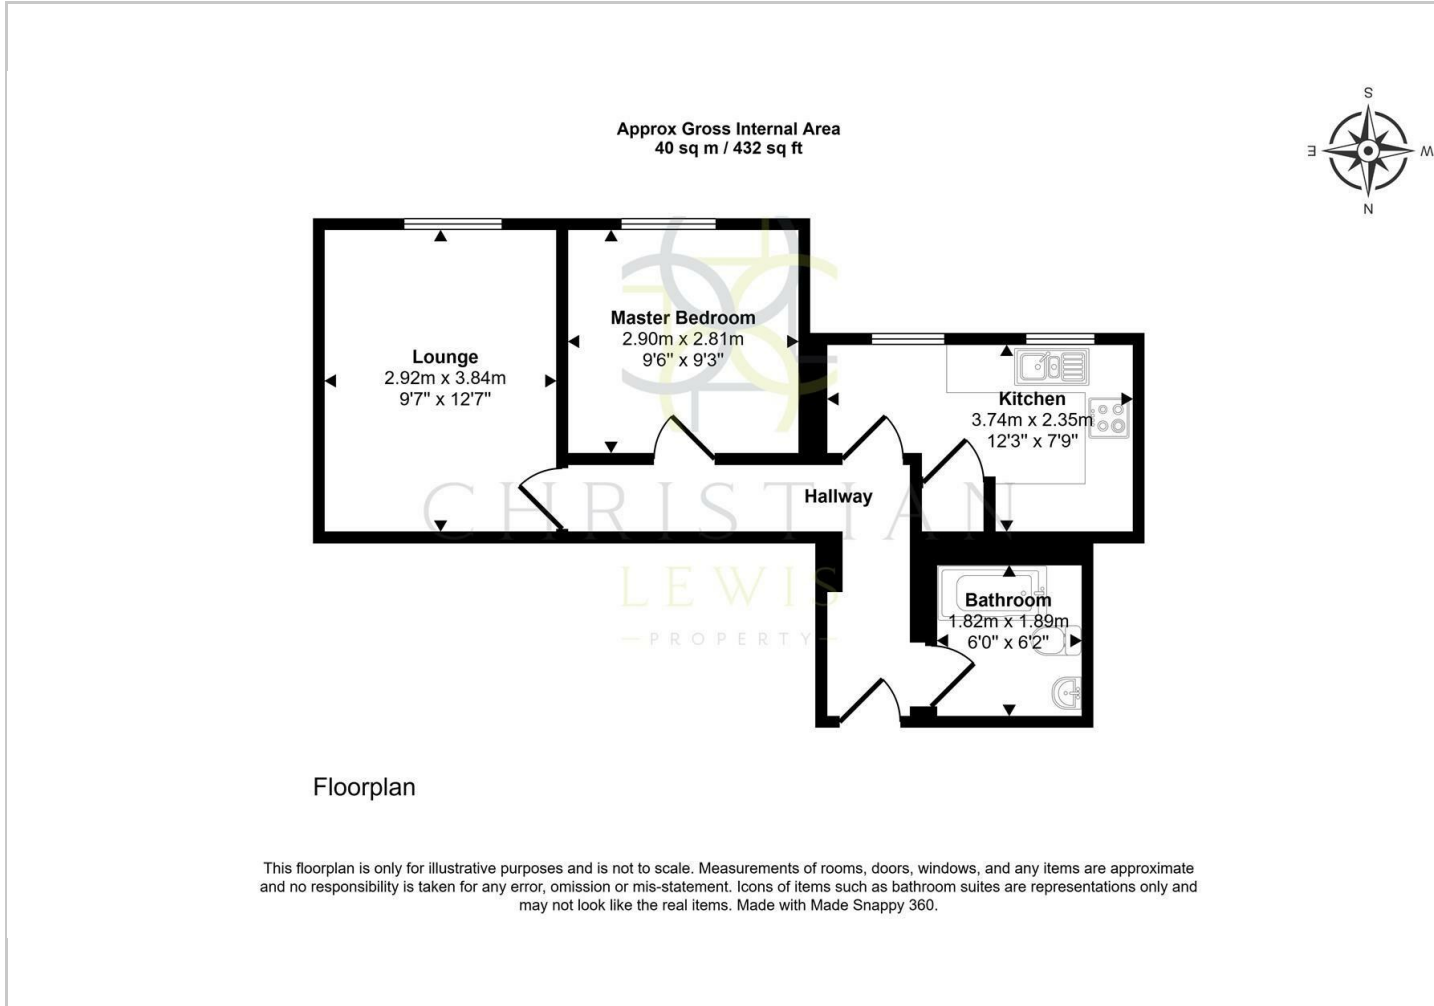 S
E
W
N
Approx Gross Internal Area
40 sq m / 432 sq ft
Lounge
2.92m x 3.84m
9'7" x 12'7"
Master Bedroom
2.90m x 2.81m
9'6" x 9'3"
Kitchen
3.74m x 2.35m
12'3" x 7'9"
Hallway
Bathroom
1.82m x 1.89m
6'0" x 6'2"
CHRISTIAN
LEWIS
PROPERTY
Floorplan
This floorplan is only for illustrative purposes and is not to scale. Measurements of rooms, doors, windows, and any items are approximate
and no responsibility is taken for any error, omission or mis-statement. Icons of items such as bathroom suites are representations only and
may not look like the real items. Made with Made Snappy 360.